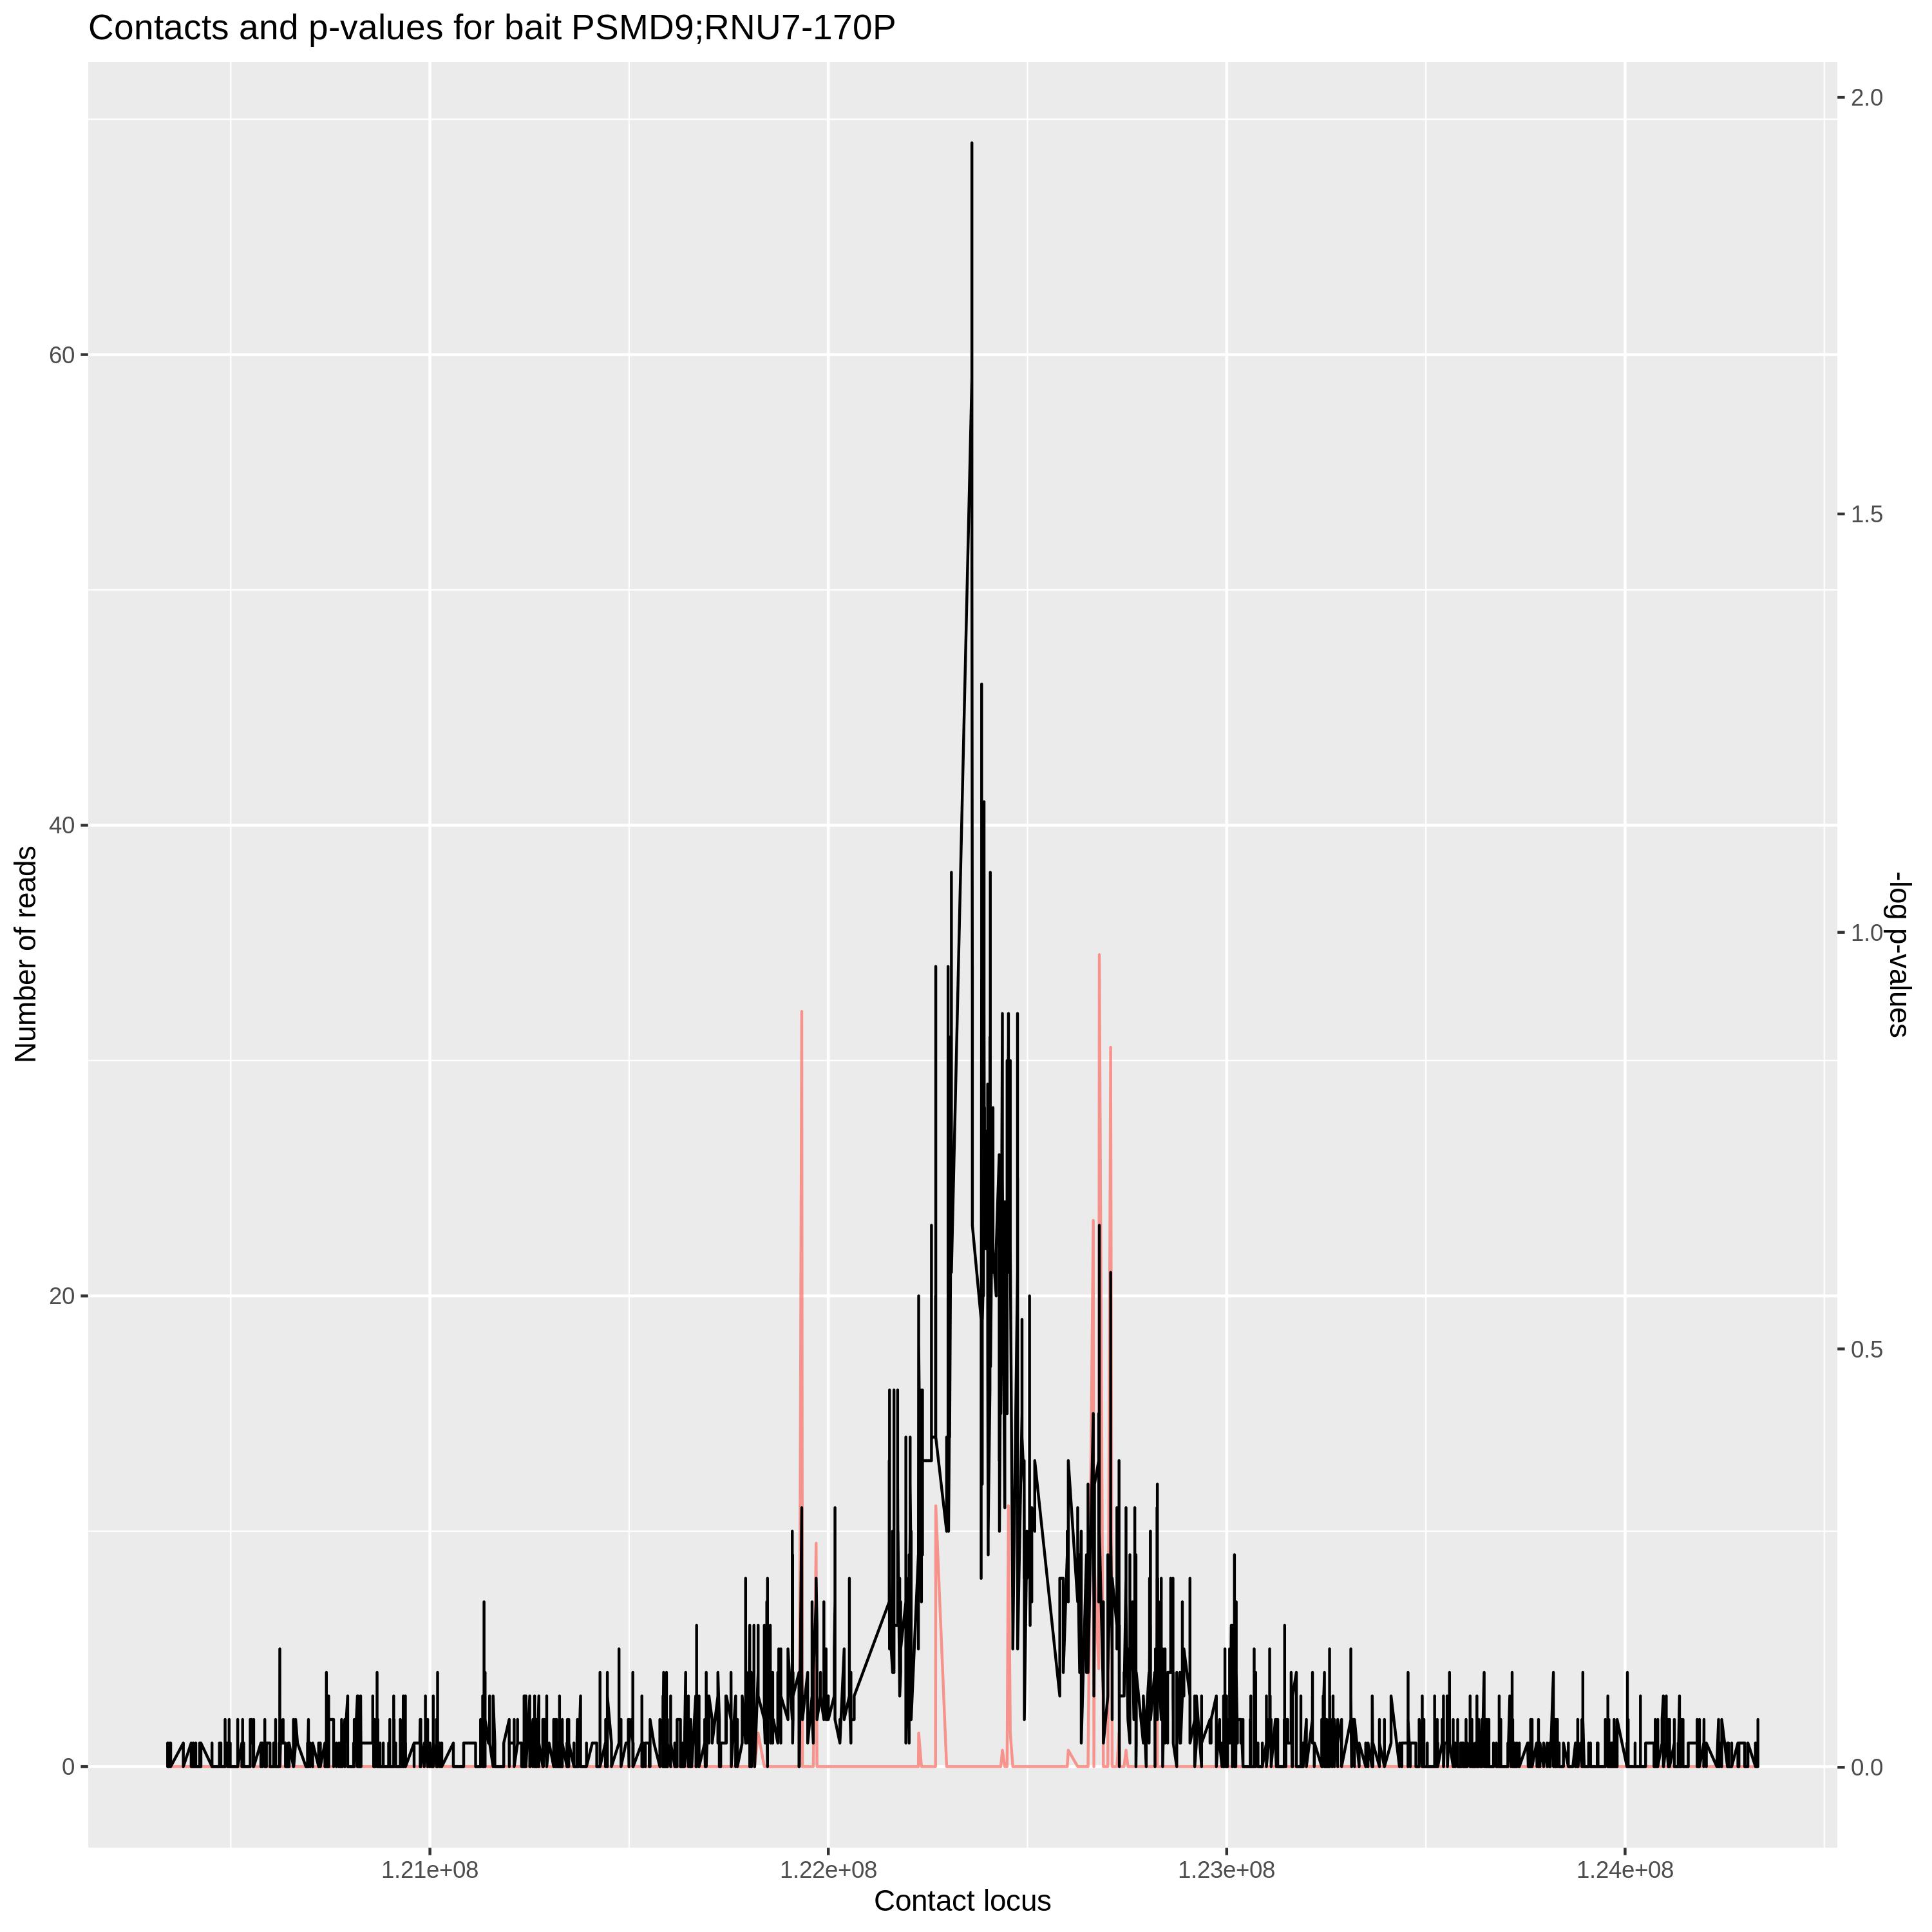 Contacts and p-values for bait PSMD9;RNU7-170P
2.0
60
1.5
40
Number of reads
1.0
-log p-values
20
0.5
0
0.0
1.21e+08
1.22e+08
1.23e+08
1.24e+08
Contact locus